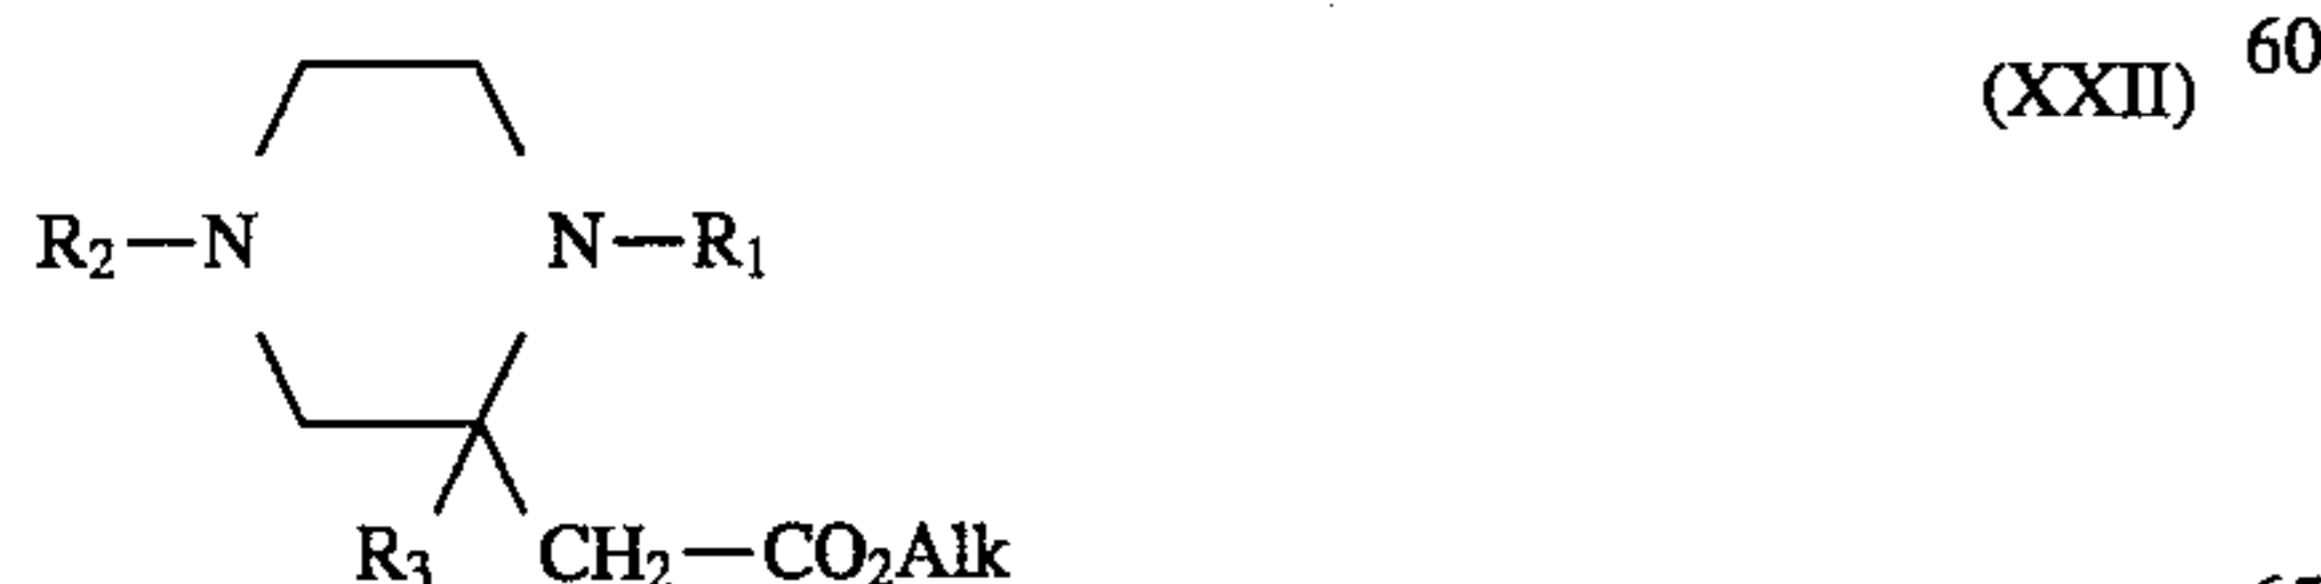 (XXII) 60
R₂—N N—R₁
R₃ CH₂—CO₂Alk